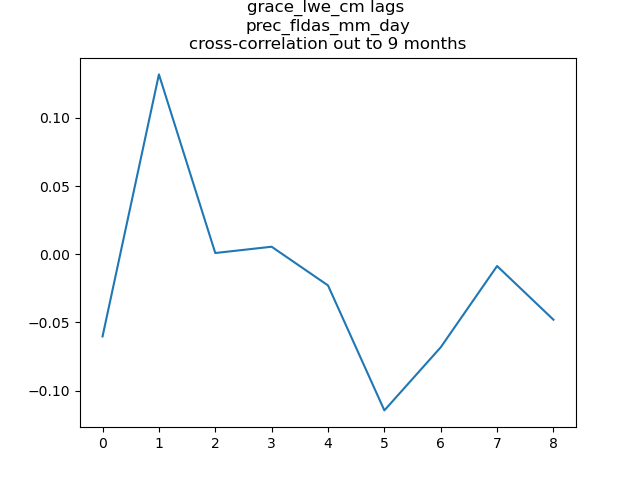 grace_lwe_cm lags
prec_fldas_mm_day
cross-correlation out to 9 months
0.10
0.05
0.00
−0.05
−0.10
0 1 2 3 4 5 6 7 8